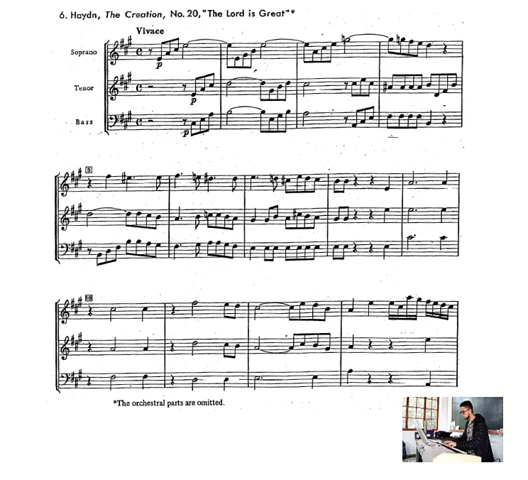 6. Haydn, The Creation, No. 20, "The Lord is Great"*
Vivace
Soprano
Tenor
Bass
p
p
p
5
*The orchestral parts are omitted.